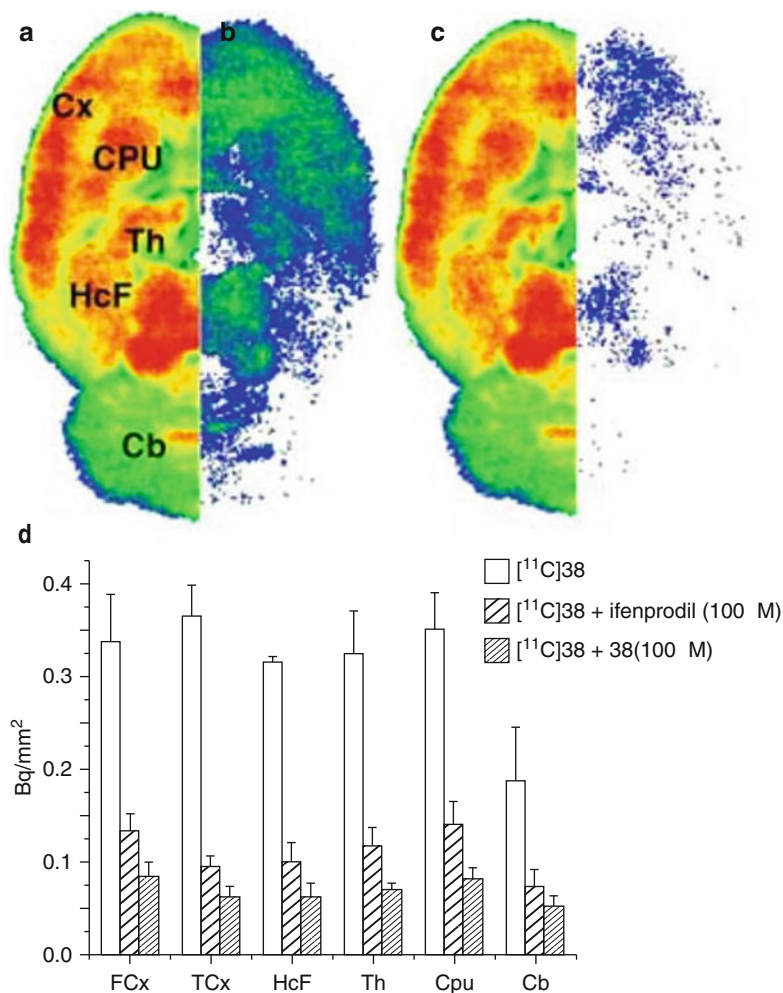 a
b
c
Cx
CPU
Th
HcF
Cb
d
[¹¹C]38
[¹¹C]38 + ifenprodil (100 M)
[¹¹C]38 + 38(100 M)
Bq/mm²
0.4
0.3
0.2
0.1
0.0
FCx TCx HcF Th Cpu Cb